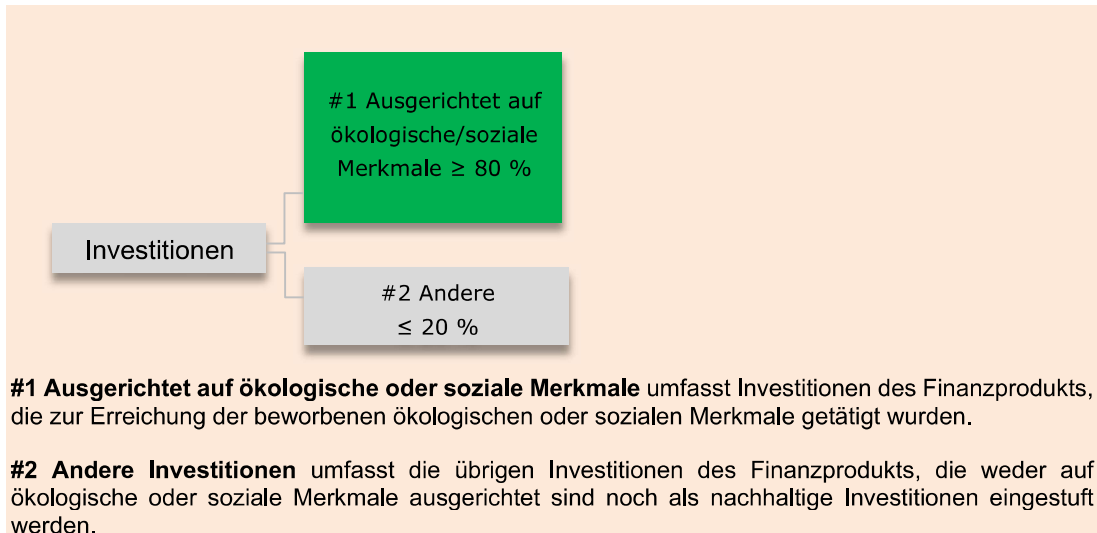 #1 Ausgerichtet auf
ökologische/soziale
Merkmale ≥ 80 %
Investitionen
#2 Andere
≤ 20 %
#1 Ausgerichtet auf ökologische oder soziale Merkmale umfasst Investitionen des Finanzprodukts,
die zur Erreichung der beworbenen ökologischen oder sozialen Merkmale getätigt wurden.
#2 Andere Investitionen umfasst die übrigen Investitionen des Finanzprodukts, die weder auf
ökologische oder soziale Merkmale ausgerichtet sind noch als nachhaltige Investitionen eingestuft
werden.